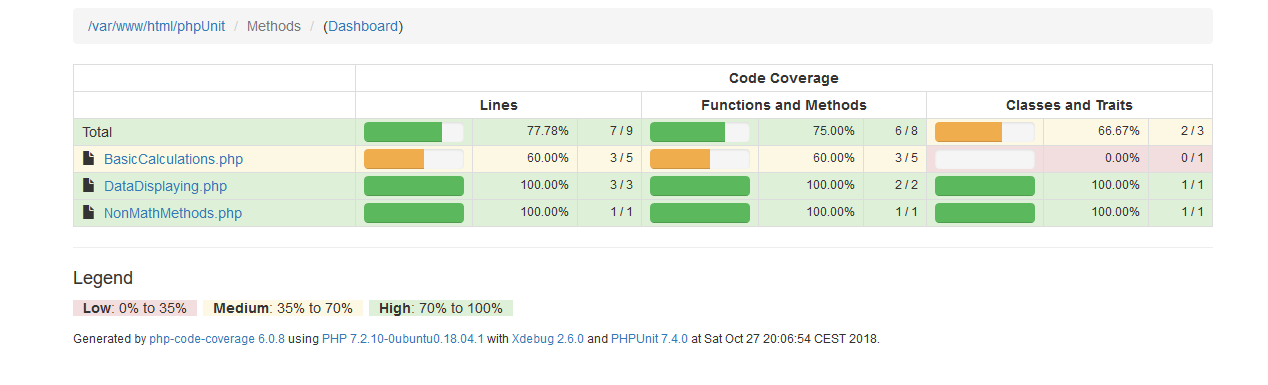 /var/www/html/phpUnit / Methods / (Dashboard)
Code Coverage
Lines Functions and Methods Classes and Traits
Total 77.78% 7 / 9 75.00% 6 / 8 66.67% 2 / 3
BasicCalculations.php 60.00% 3 / 5 60.00% 3 / 5 0.00% 0 / 1
DataDisplaying.php 100.00% 3 / 3 100.00% 2 / 2 100.00% 1 / 1
NonMathMethods.php 100.00% 1 / 1 100.00% 1 / 1 100.00% 1 / 1
Legend
Low: 0% to 35% Medium: 35% to 70% High: 70% to 100%
Generated by php-code-coverage 6.0.8 using PHP 7.2.10-0ubuntu0.18.04.1 with Xdebug 2.6.0 and PHPUnit 7.4.0 at Sat Oct 27 20:06:54 CEST 2018.